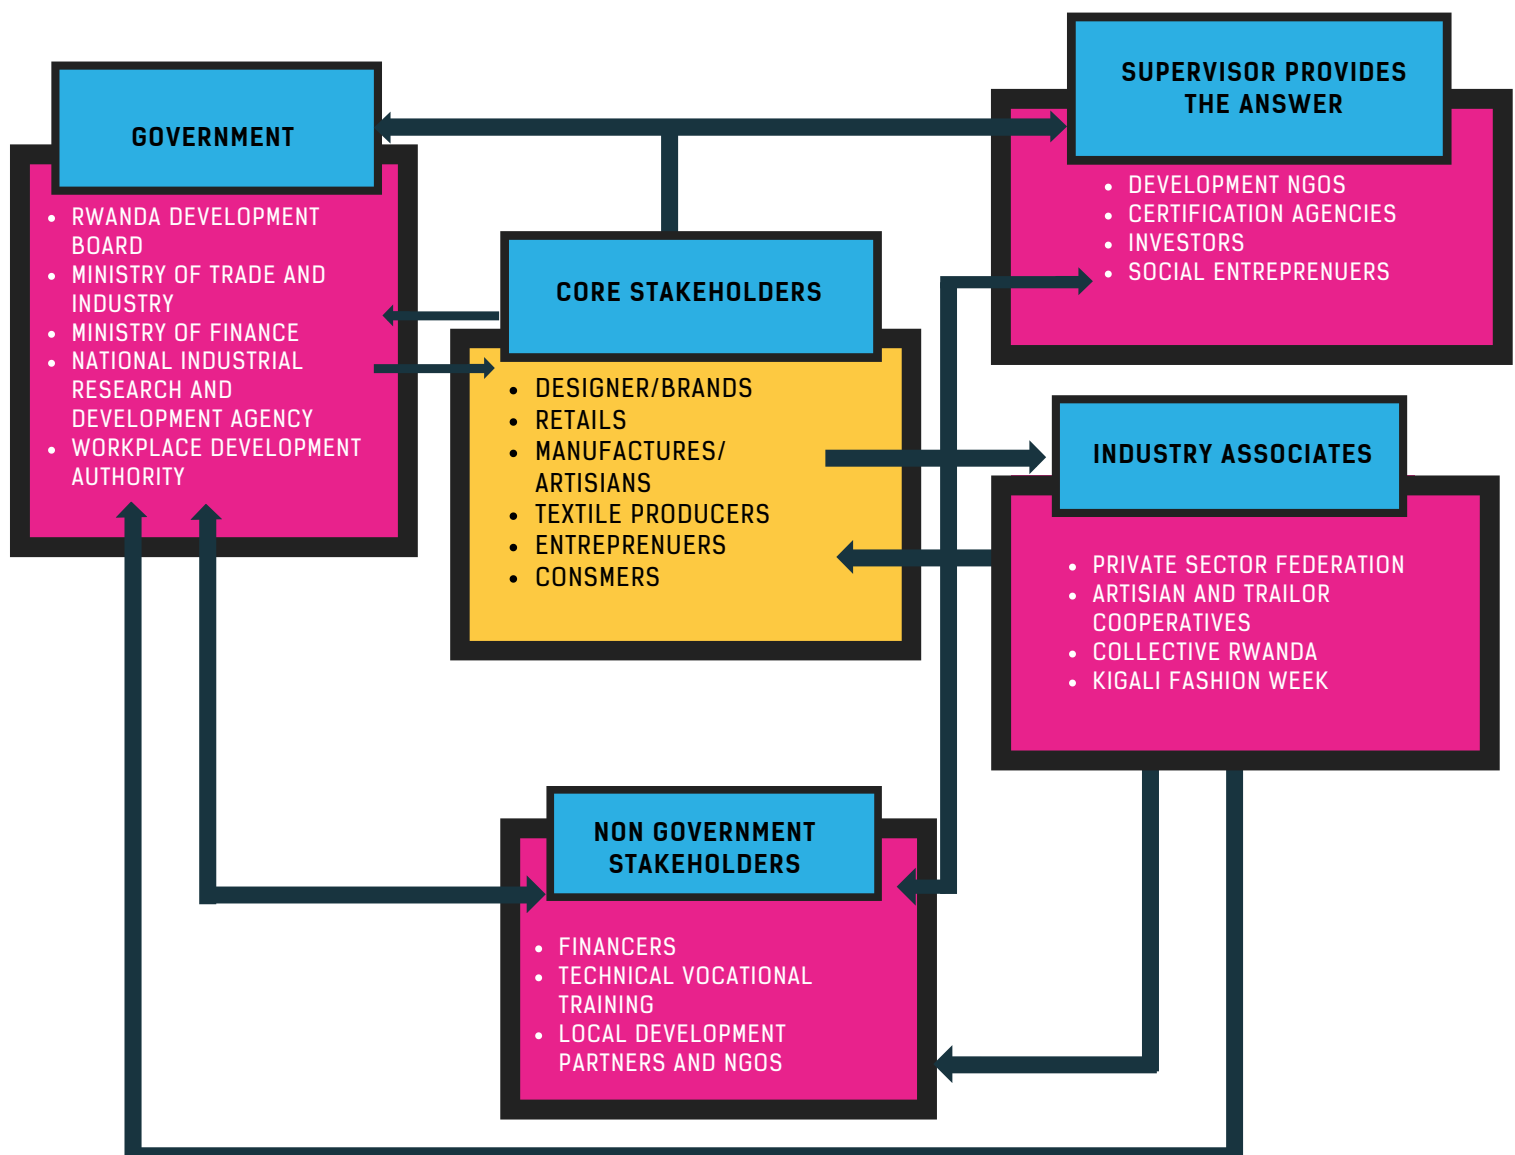 GOVERNMENT
• RWANDA DEVELOPMENT
BOARD
• MINISTRY OF TRADE AND
INDUSTRY
• MINISTRY OF FINANCE
• NATIONAL INDUSTRIAL
RESEARCH AND
DEVELOPMENT AGENCY
• WORKPLACE DEVELOPMENT
AUTHORITY
CORE STAKEHOLDERS
• DESIGNER/BRANDS
• RETAILS
• MANUFACTURES/
ARTISIANS
• TEXTILE PRODUCERS
• ENTREPRENUERS
• CONSMERS
SUPERVISOR PROVIDES
THE ANSWER
• DEVELOPMENT NGOS
• CERTIFICATION AGENCIES
• INVESTORS
• SOCIAL ENTREPRENUERS
INDUSTRY ASSOCIATES
• PRIVATE SECTOR FEDERATION
• ARTISIAN AND TRAILOR
COOPERATIVES
• COLLECTIVE RWANDA
• KIGALI FASHION WEEK
NON GOVERNMENT
STAKEHOLDERS
• FINANCERS
• TECHNICAL VOCATIONAL
TRAINING
• LOCAL DEVELOPMENT
PARTNERS AND NGOS